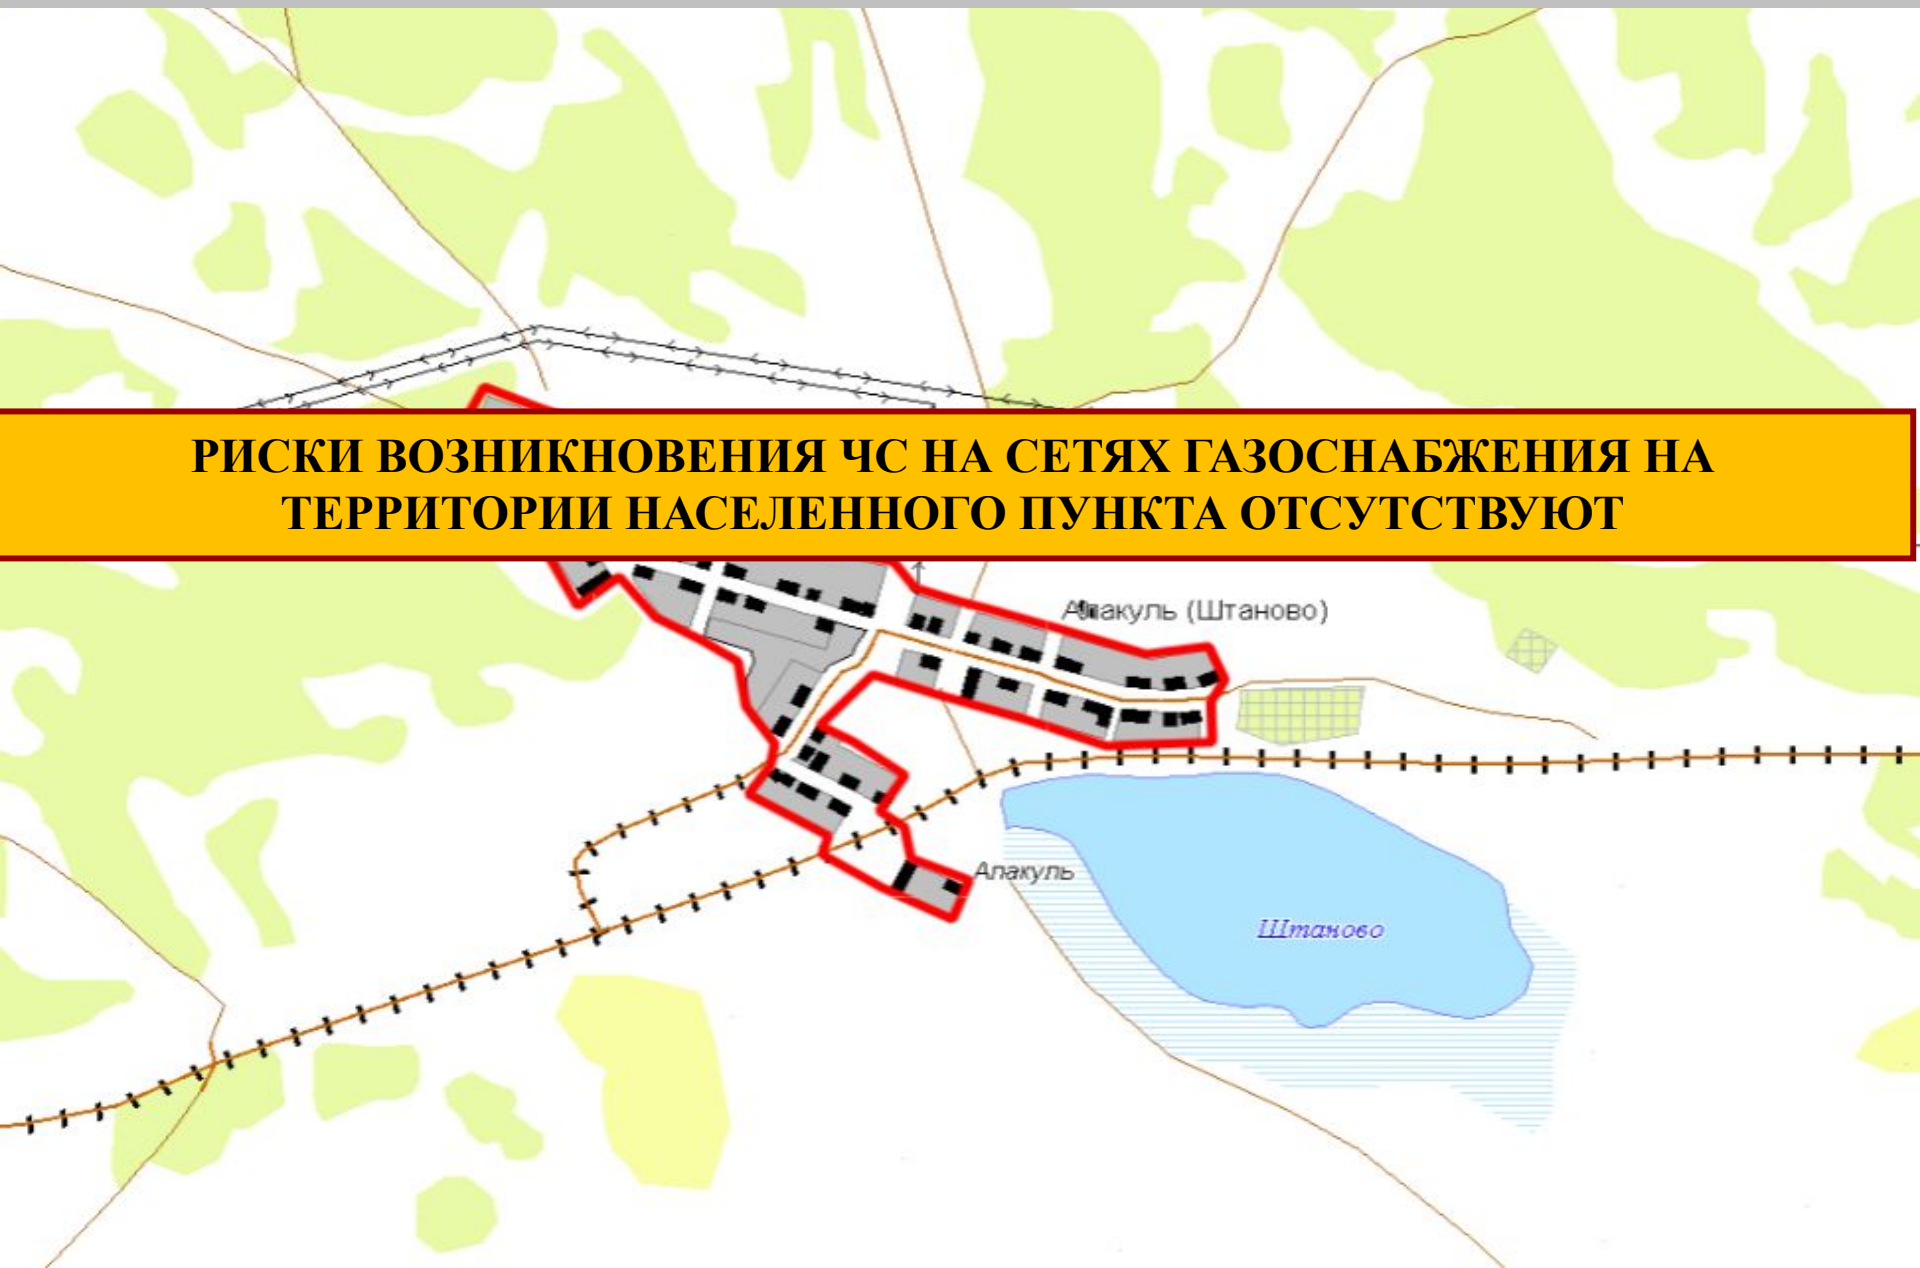 РИСКИ ВОЗНИКНОВЕНИЯ ЧС НА СЕТЯХ ГАЗОСНАБЖЕНИЯ НА
ТЕРРИТОРИИ НАСЕЛЕННОГО ПУНКТА ОТСУТСТВУЮТ
Алакуль (Штаново)
Алакуль
Штаново